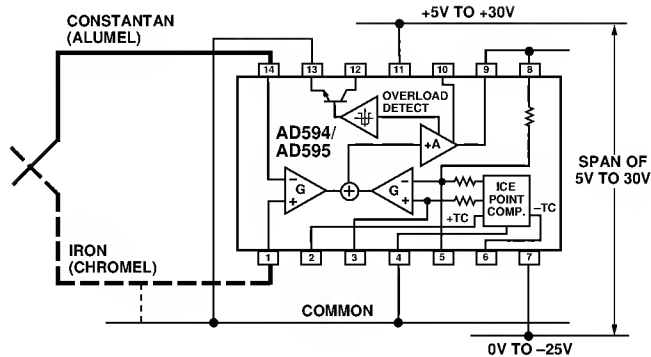 CONSTANTAN
(ALUMEL)
+5V TO +30V
14 13 12 11 10 9 8
OVERLOAD
DETECT
AD594/
AD595
+A
SPAN OF
5V TO 30V
–
G
+
–
G
+
ICE
POINT
COMP.
+TC
–TC
IRON
(CHROMEL)
1 2 3 4 5 6 7
COMMON
0V TO –25V